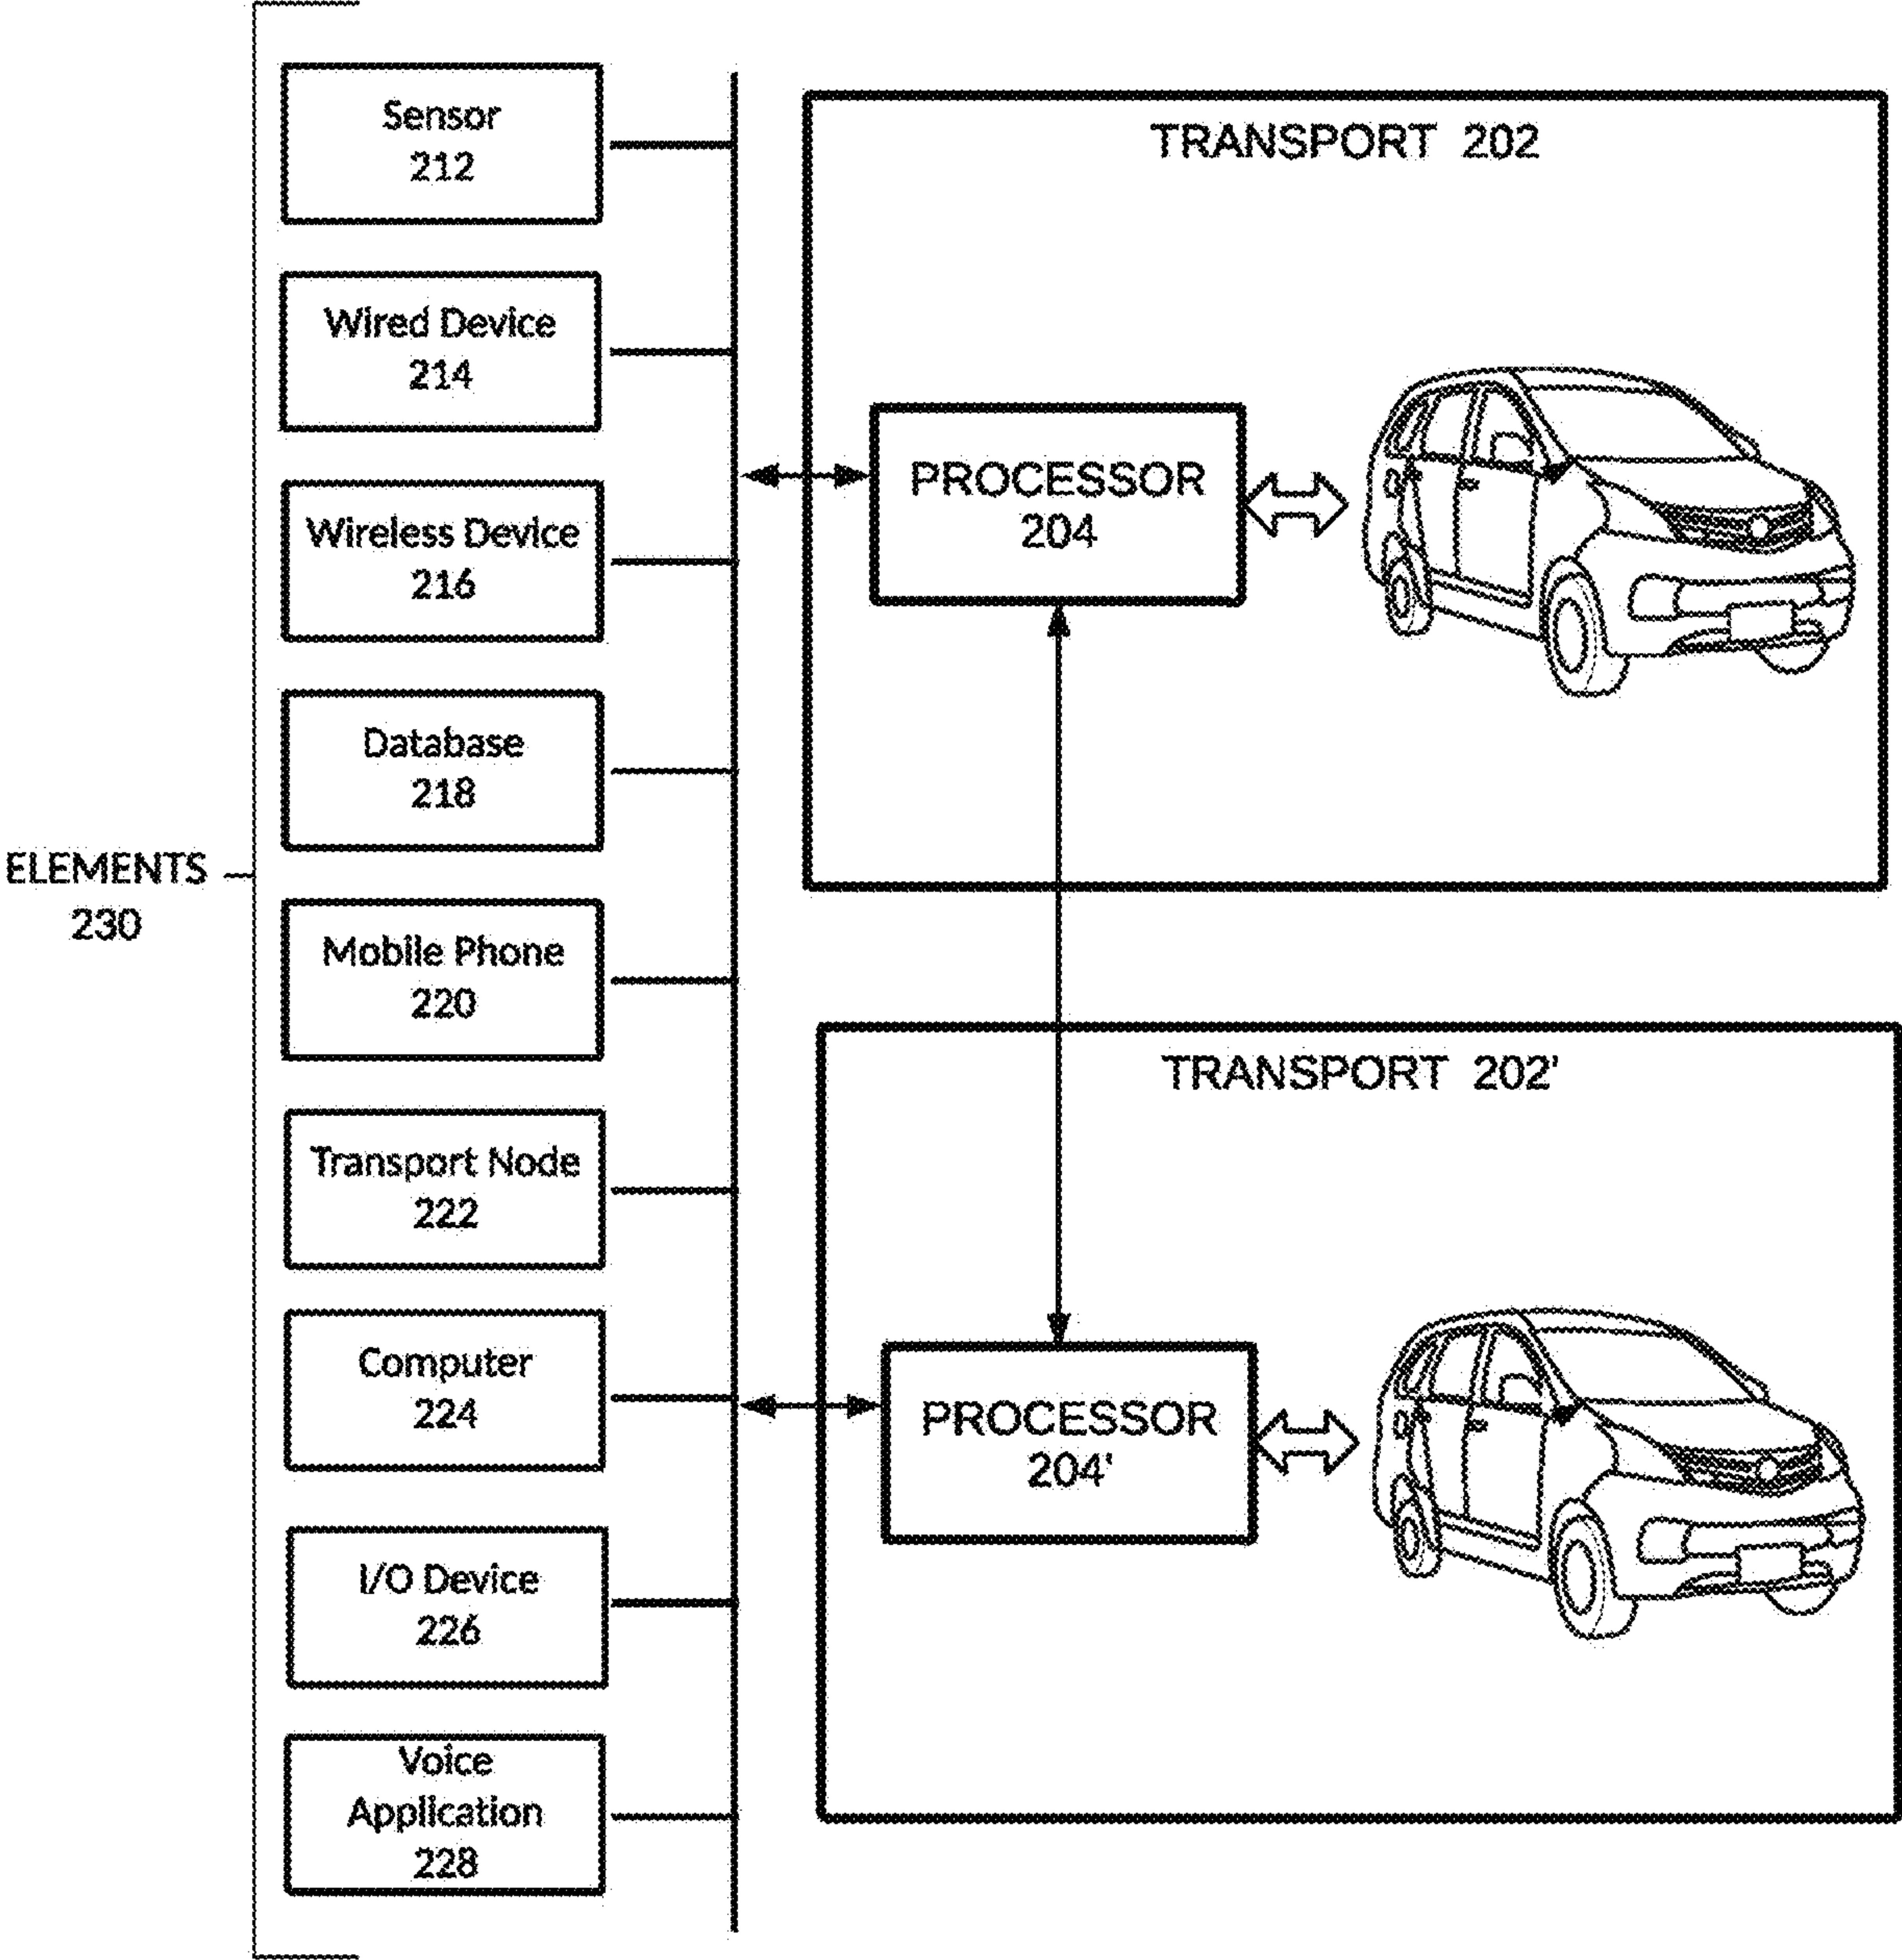 ELEMENTS
230
Sensor
212
Wired Device
214
Wireless Device
216
Database
218
Mobile Phone
220
Transport Node
222
Computer
224
I/O Device
226
Voice
Application
228
TRANSPORT 202
PROCESSOR
204
TRANSPORT 202'
PROCESSOR
204'